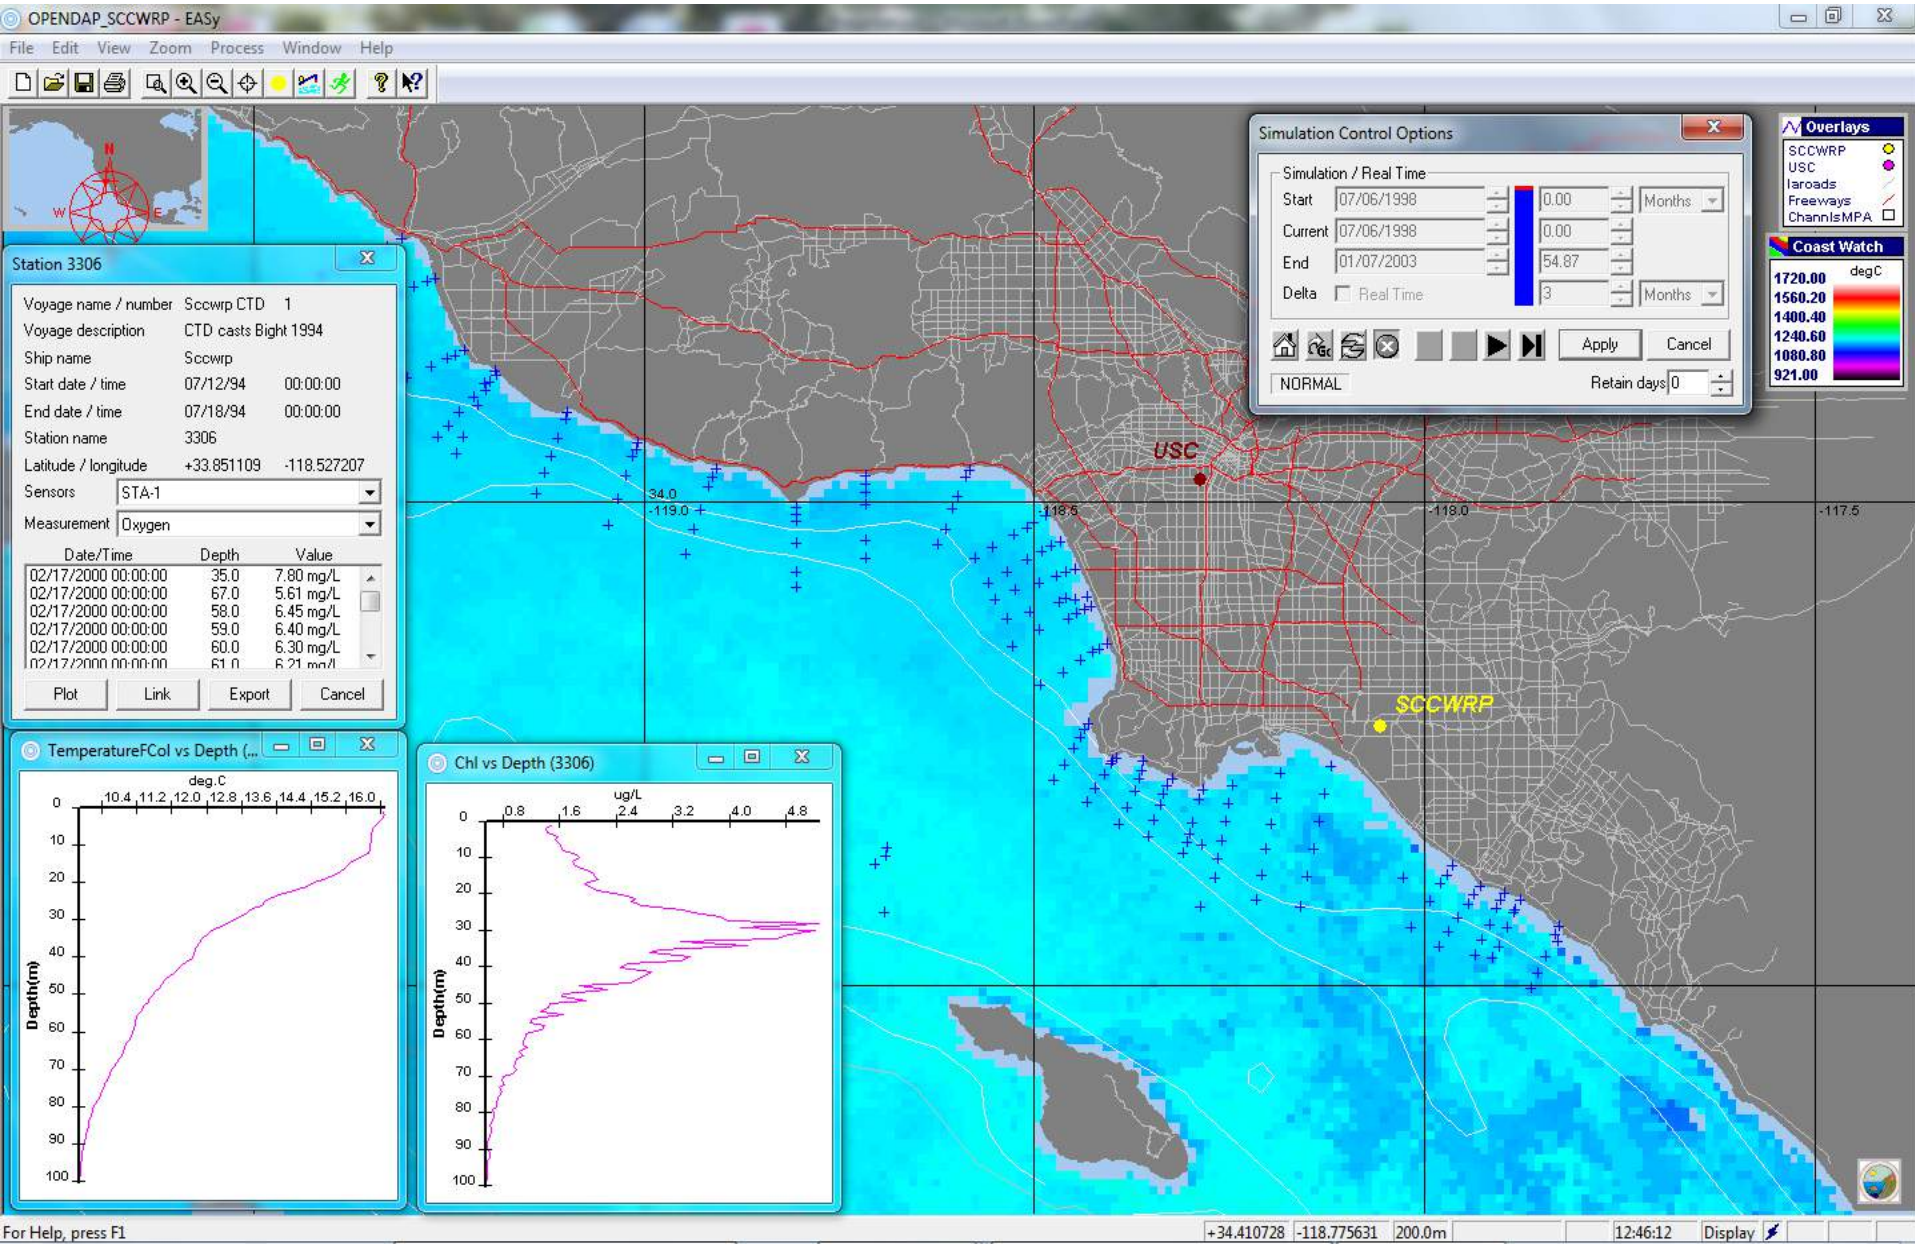 OPENDAP_SCCWRP - EASy
File Edit View Zoom Process Window Help
N
W E
Station 3306
Voyage name / number Sccwrp CTD 1
Voyage description CTD casts Bight 1994
Ship name Sccwrp
Start date / time 07/12/94 00:00:00
End date / time 07/18/94 00:00:00
Station name 3306
Latitude / longitude +33.851109 -118.527207
Sensors STA-1
Measurement Oxygen
Date/Time Depth Value
02/17/2000 00:00:00 35.0 7.80 mg/L
02/17/2000 00:00:00 67.0 5.61 mg/L
02/17/2000 00:00:00 58.0 6.45 mg/L
02/17/2000 00:00:00 59.0 6.40 mg/L
02/17/2000 00:00:00 60.0 6.30 mg/L
02/17/2000 00:00:00 61.0 6.21 mg/L
Plot Link Export Cancel
TemperatureFCol vs Depth (...
deg.C
10.4 11.2 12.0 12.8 13.6 14.4 15.2 16.0
0
10
20
30
40
50
60
70
80
90
100
Depth(m)
Chl vs Depth (3306)
ug/L
0.8 1.6 2.4 3.2 4.0 4.8
0
10
20
30
40
50
60
70
80
90
100
Depth(m)
34.0
-119.0
-118.5
-118.0
-117.5
USC
SCCWRP
Simulation Control Options
Simulation / Real Time
Start 07/06/1998 0.00 Months
Current 07/06/1998 0.00
End 01/07/2003 54.87
Delta Real Time 3 Months
Apply Cancel
NORMAL Retain days 0
Overlays
SCCWRP
USC
laroads
Freeways
ChannlsMPA
Coast Watch
degC
1720.00
1560.20
1400.40
1240.60
1080.80
921.00
For Help, press F1
+34.410728 -118.775631 200.0m 12:46:12 Display